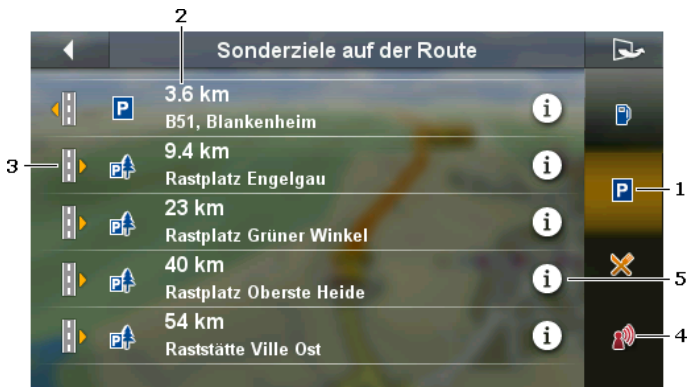 2
Sonderziele auf der Route
3.6 km
P
B51, Blankenheim
i
9.4 km
3
P
Rastplatz Engelgau
i
P
1
23 km
P
Rastplatz Grüner Winkel
i
40 km
P
Rastplatz Oberste Heide
i
5
54 km
P
Raststätte Ville Ost
i
4